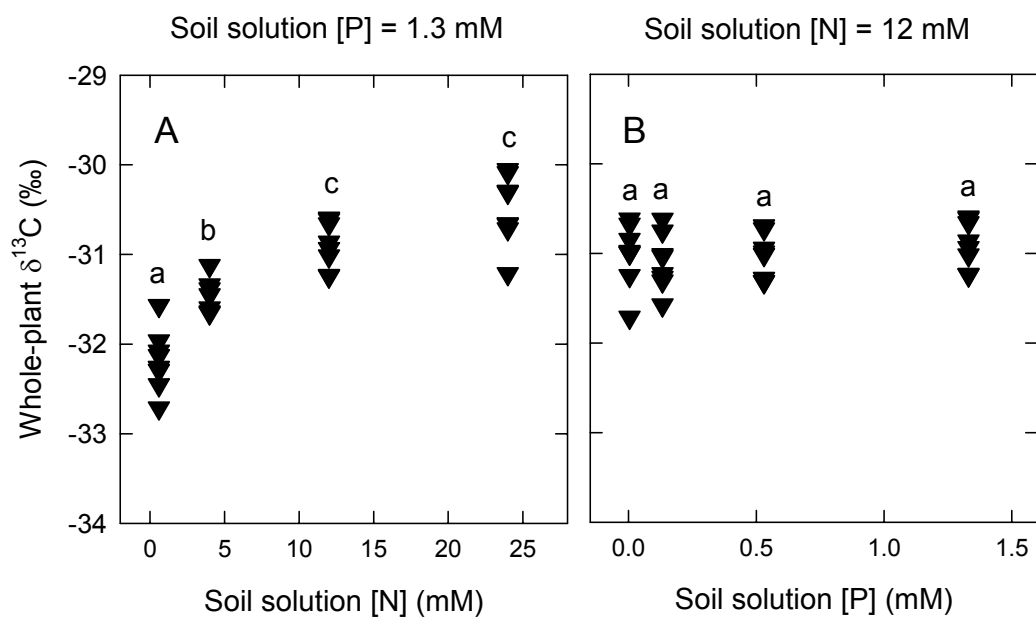 Soil solution [P] = 1.3 mM
Soil solution [N] = 12 mM
Whole-plant δ¹³C (‰)
-29
-30
-31
-32
-33
-34
A
a
b
c
c
0
5
10
15
20
25
Soil solution [N] (mM)
B
a
a
a
a
0.0
0.5
1.0
1.5
Soil solution [P] (mM)